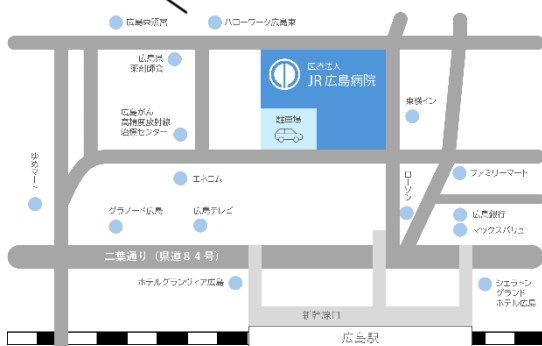 広島東照宮
ハローワーク広島東
広島県
薬剤師会
医療法人
JR広島病院
広島がん
高精度放射線
治療センター
駐車場
東横イン
ゆめマート
エネコム
ローソン
ファミリーマート
グラノード広島
広島テレビ
広島銀行
マックスバリュ
二葉通り(県道84号)
ホテルグランヴィア広島
シェラトン
グランド
ホテル広島
新幹線口
広島駅